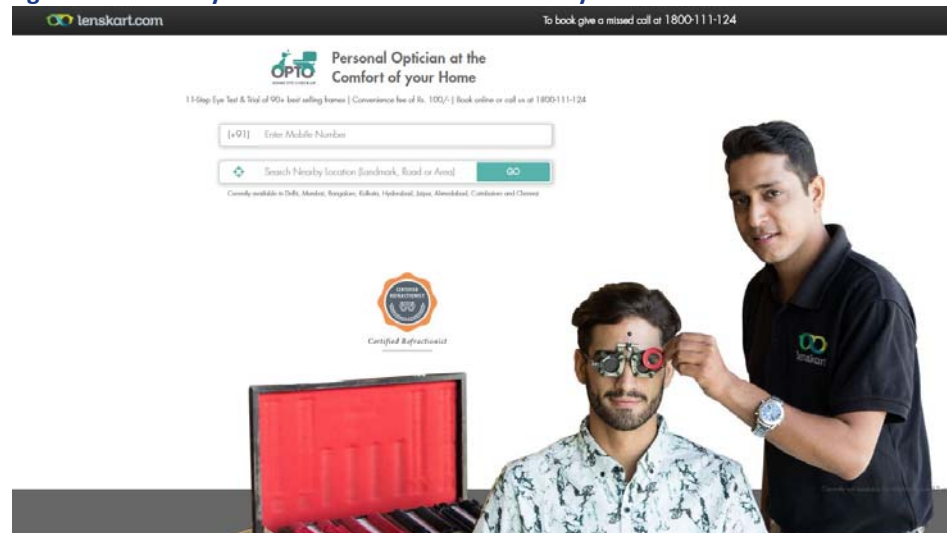 lenskart.com
To book give a missed call at 1800-111-124
OPTO
Personal Optician at the
Comfort of your Home
11-Step Eye Test & Trial of 90+ best selling frames | Convenience fee of Rs. 100/- | Book online or call us at 1800-111-124
(+91) Enter Mobile Number
Search Nearby Location (Landmark, Road or Area) GO
Currently available in Delhi, Mumbai, Bangalore, Kolkata, Hyderabad, Jaipur, Ahmedabad, Coimbatore and Chennai
CERTIFIED
REFRACTIONIST
Certified Refractionist
lenskart